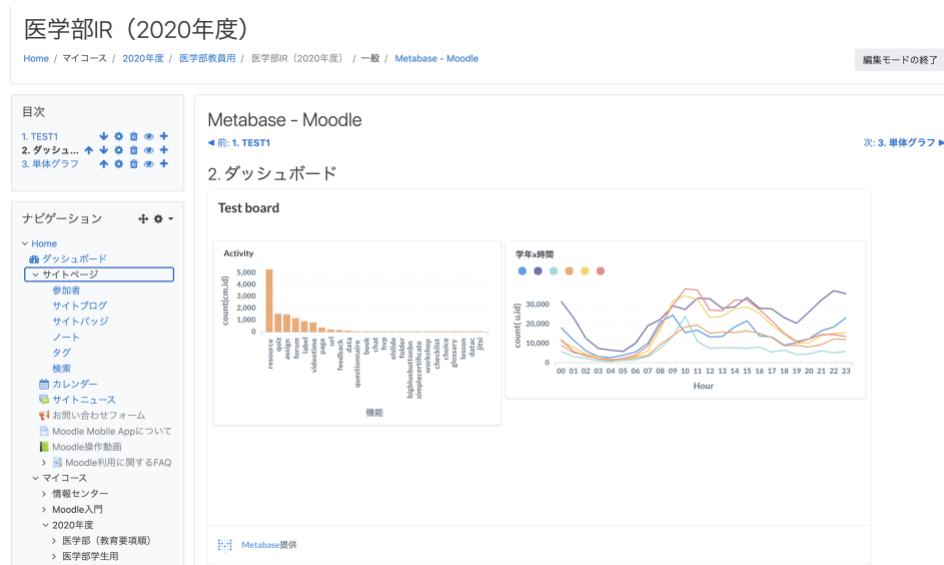 医学部IR（2020年度）
Home / マイコース / 2020年度 / 医学部教員用 / 医学部IR（2020年度） / 一般 / Metabase - Moodle
編集モードの終了
目次
1. TEST1
2. ダッシュ...
3. 単体グラフ
ナビゲーション
Home
ダッシュボード
サイトページ
参加者
サイトブログ
サイトバッジ
ノート
タグ
検索
カレンダー
サイトニュース
お問い合わせフォーム
Moodle Mobile Appについて
Moodle操作動画
Moodle利用に関するFAQ
マイコース
情報センター
Moodle入門
2020年度
医学部（教育要項順）
医学部学生用
Metabase - Moodle
前: 1. TEST1
次: 3. 単体グラフ
2. ダッシュボード
Test board
Activity
count(cm.id)
5,000
4,000
3,000
2,000
1,000
0
resource
quiz
assign
forum
label
videotime
page
url
feedback
data
questionnaire
book
chat
hvp
elslide
folder
bigbluebuttonbn
simplecertificate
workshop
checklist
choice
glossary
lesson
datac
jitsi
機能
学年x時間
count( u.id)
30,000
20,000
10,000
0
00 01 02 03 04 05 06 07 08 09 10 11 12 13 14 15 16 17 18 19 20 21 22 23
Hour
Metabase提供